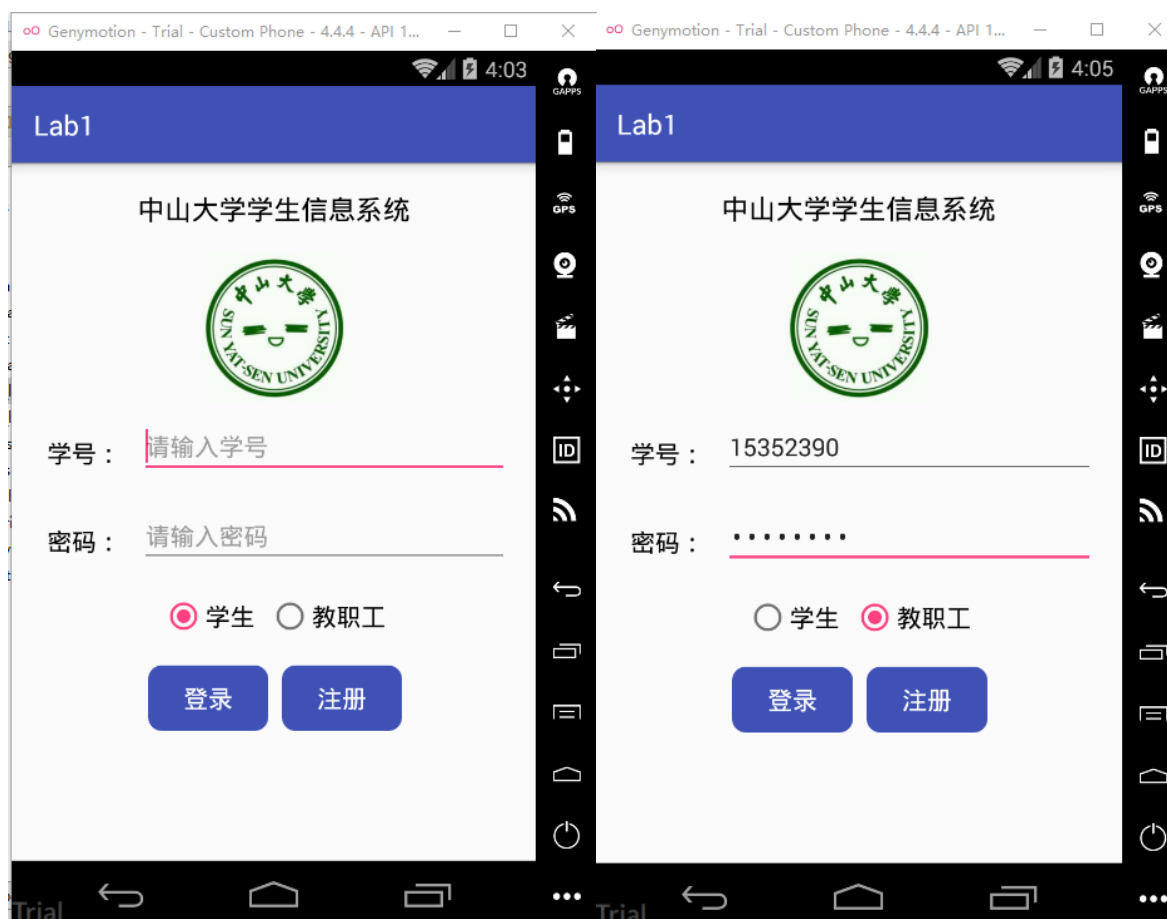 Genymotion - Trial - Custom Phone - 4.4.4 - API 1...
4:03
GAPPS
Lab1
中山大学学生信息系统
GPS
中山大学
SUN YAT-SEN UNIVERSITY
学号：
请输入学号
ID
密码：
请输入密码
学生 教职工
登录 注册
Trial
Genymotion - Trial - Custom Phone - 4.4.4 - API 1...
4:05
GAPPS
Lab1
中山大学学生信息系统
GPS
中山大学
SUN YAT-SEN UNIVERSITY
学号：
15352390
ID
密码：
•••••••••
学生 教职工
登录 注册
Trial